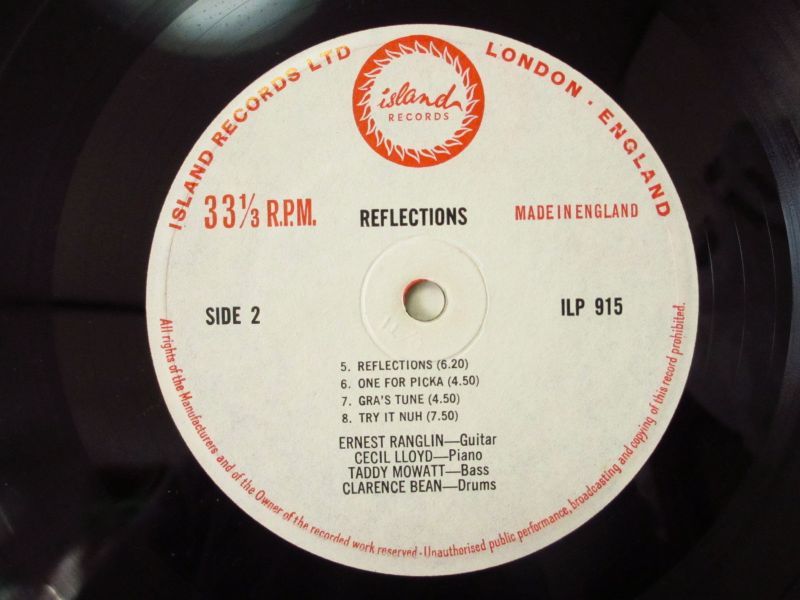 ISLAND RECORDS LTD
LONDON · ENGLAND
island
RECORDS
33⅓ R.P.M.
REFLECTIONS
MADE IN ENGLAND
SIDE 2
ILP 915
5. REFLECTIONS (6.20)
6. ONE FOR PICKA (4.50)
7. GRA'S TUNE (4.50)
8. TRY IT NUH (7.50)
ERNEST RANGLIN—Guitar
CECIL LLOYD—Piano
TADDY MOWATT—Bass
CLARENCE BEAN—Drums
All rights of the Manufacturers and of the Owner of the recorded work reserved - Unauthorised public performance, broadcasting and copying of this record prohibited.